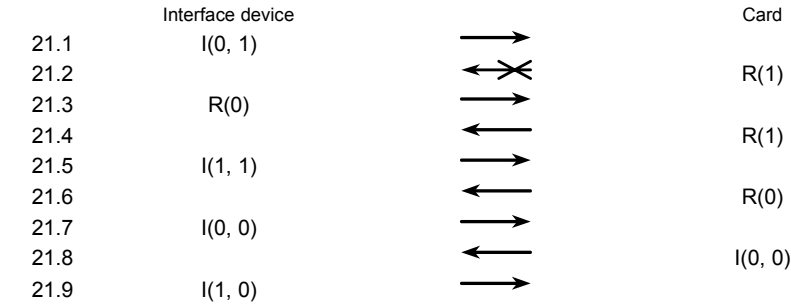 Interface device Card
21.1 I(0, 1)
21.2 R(1)
21.3 R(0)
21.4 R(1)
21.5 I(1, 1)
21.6 R(0)
21.7 I(0, 0)
21.8 I(0, 0)
21.9 I(1, 0)